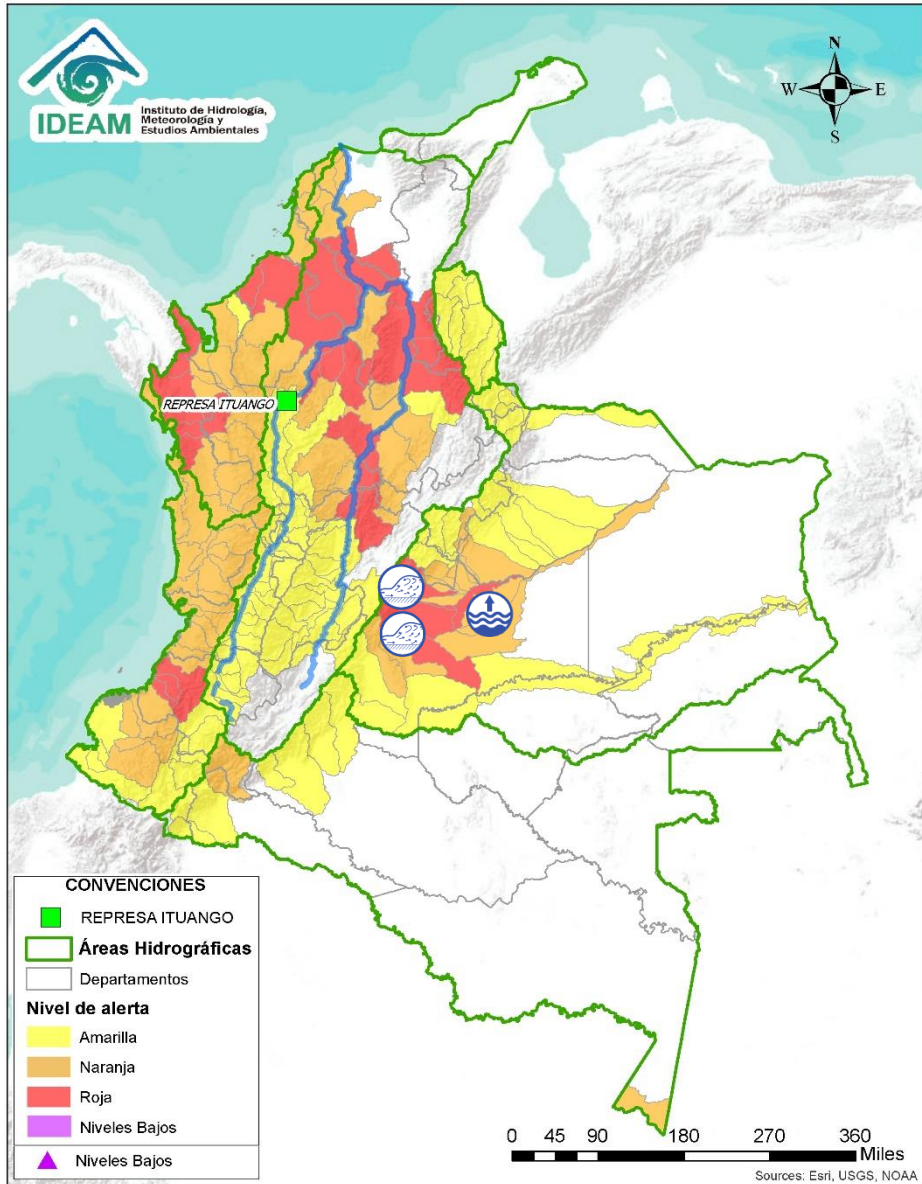 IDEAM
Instituto de Hidrología,
Meteorología y
Estudios Ambientales
N
W
E
S
REPRESA ITUANGO
CONVENCIONES
REPRESA ITUANGO
Áreas Hidrográficas
Departamentos
Nivel de alerta
Amarilla
Naranja
Roja
Niveles Bajos
Niveles Bajos
0 45 90 180 270 360
Miles
Sources: Esri, USGS, NOAA